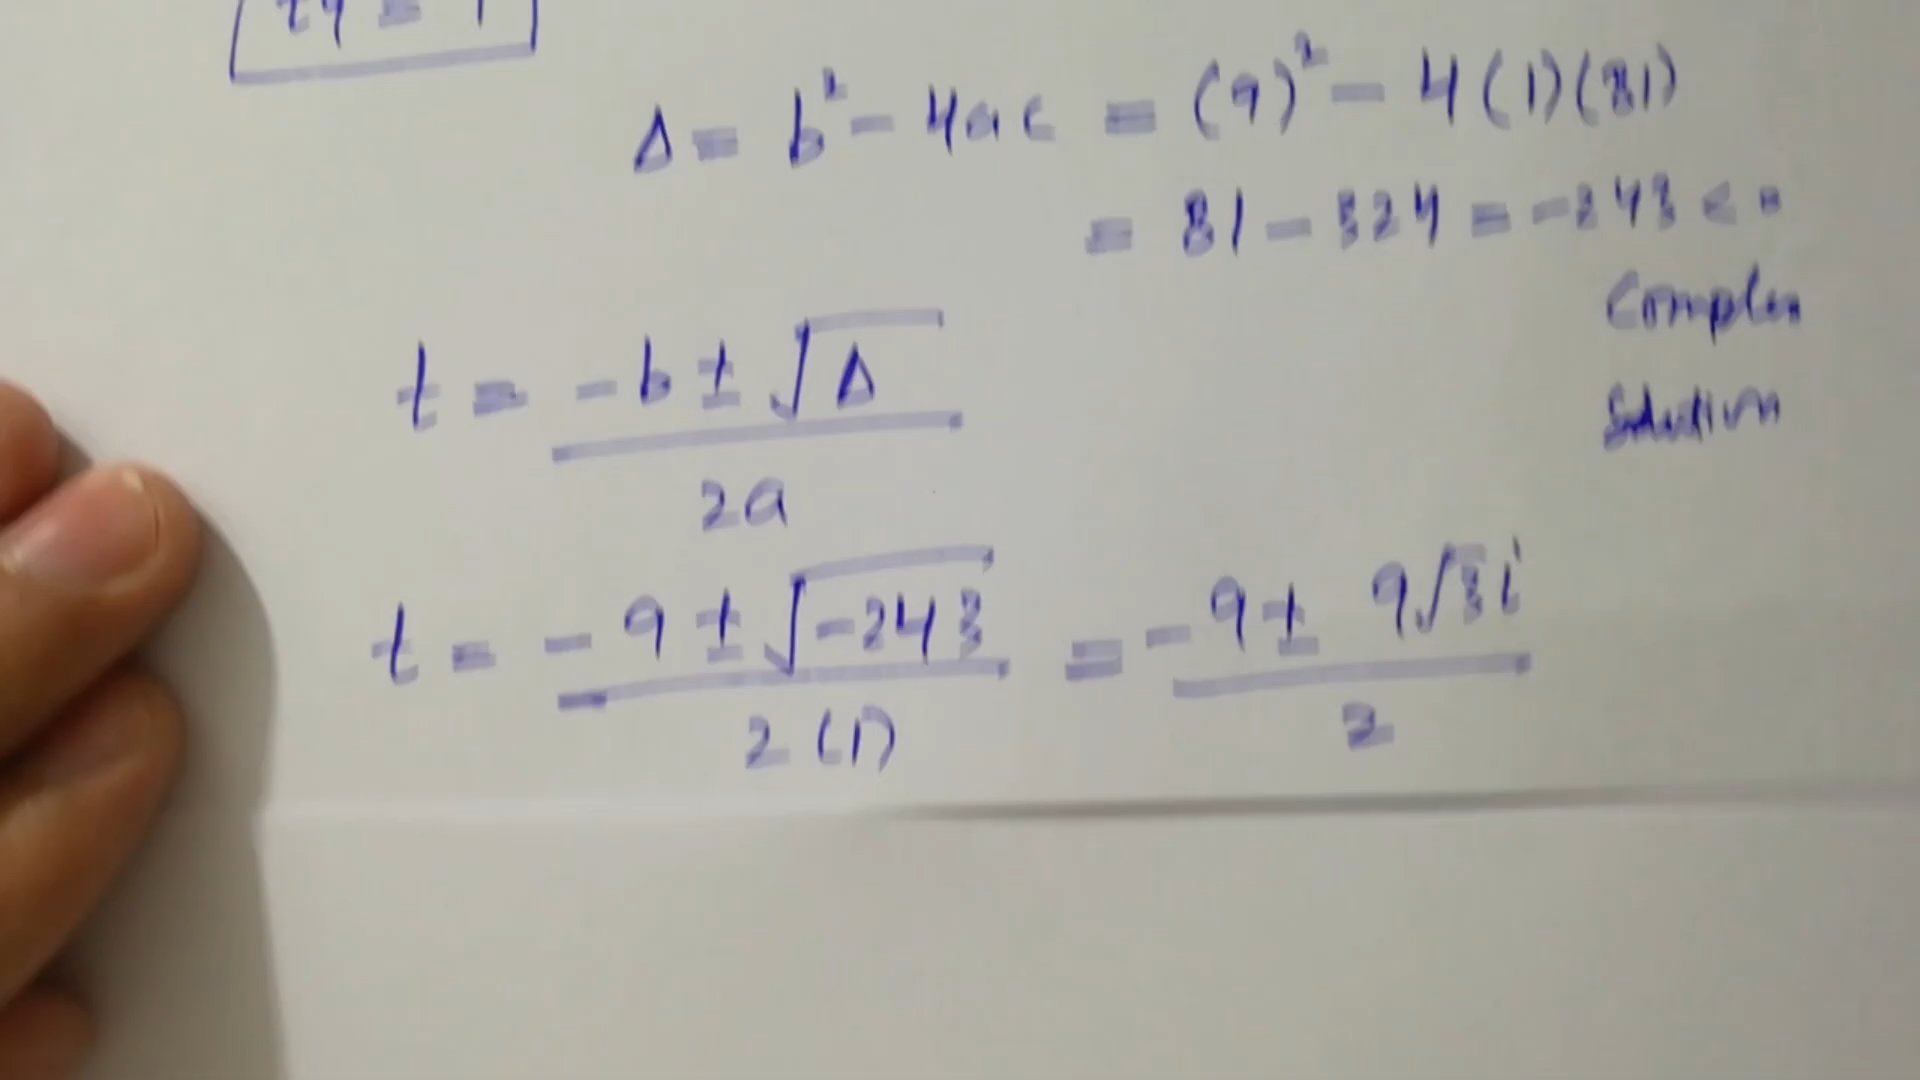 Δ = b² - 4ac = (9)² - 4(1)(81)
= 81 - 324 = -243 < 0
Complex
Solution
t = (-b ± √Δ) / 2a
t = (-9 ± √-243) / 2(1) = (-9 ± 9√3i) / 2